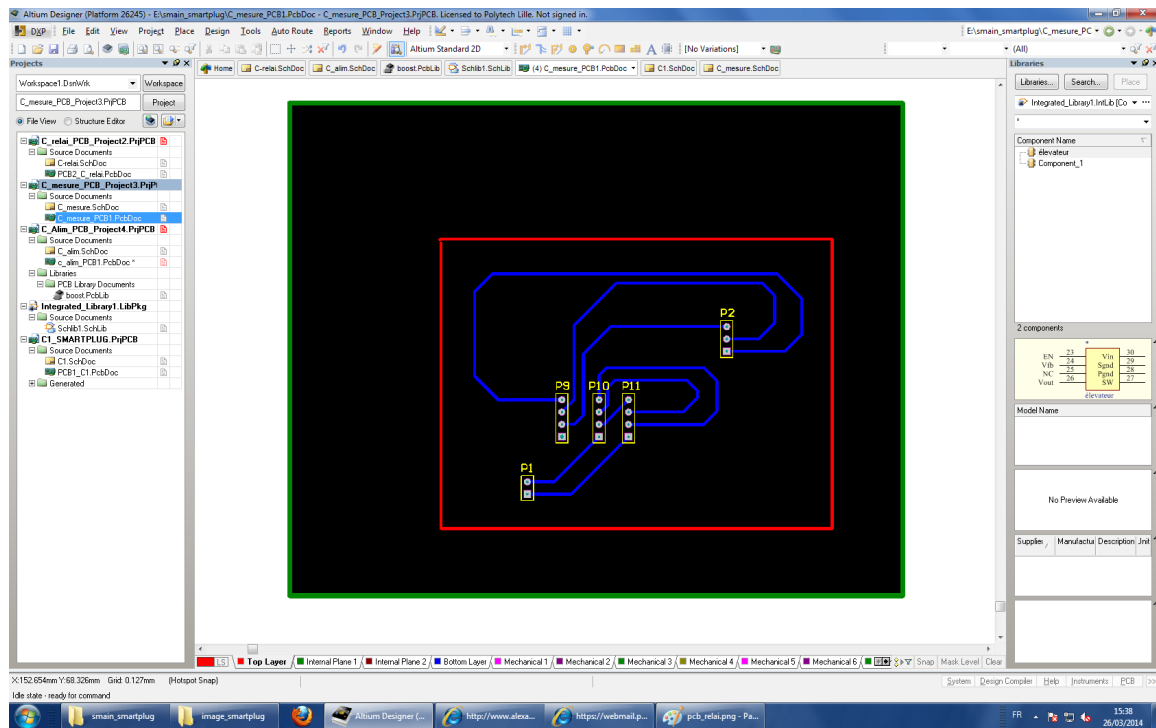 Altium Designer (Platform 26245) - E:\smain_smartplug\C_mesure_PCB1.PcbDoc - C_mesure_PCB_Project3.PrjPCB. Licensed to Polytech Lille. Not signed in.
DXP File Edit View Project Place Design Tools Auto Route Reports Window Help E:\smain_smartplug\C_mesure_PC
Altium Standard 2D [No Variations] (All)
Projects
Home C-relai.SchDoc C_alim.SchDoc boost.PcbLib Schlib1.SchLib (4) C_mesure_PCB1.PcbDoc C1.SchDoc C_mesure.SchDoc
Libraries
Workspace1.DsnWrk Workspace
C_mesure_PCB_Project3.PrjPCB Project
File View Structure Editor
C_relai_PCB_Project2.PrjPCB
Source Documents
C-relai.SchDoc
PCB2_C_relai.PcbDoc
C_mesure_PCB_Project3.PrjP
Source Documents
C_mesure.SchDoc
C_mesure_PCB1.PcbDoc
C_Alim_PCB_Project4.PrjPCB
Source Documents
C_alim.SchDoc
c_alim_PCB1.PcbDoc *
Libraries
PCB Library Documents
boost.PcbLib
Integrated_Library1.LibPkg
Source Documents
Schlib1.SchLib
C1_SMARTPLUG.PrjPCB
Source Documents
C1.SchDoc
PCB1_C1.PcbDoc
Generated
P2
P9 P10 P11
P1
Libraries... Search... Place
Integrated_Library1.IntLib [Co
*
Component Name
élevateur
Component_1
2 components
*
EN 23 Vin 30
Vfb 24 Sgnd 29
NC 25 Pgnd 28
Vout 26 SW 27
élevateur
Model Name
No Preview Available
Supplier Manufactur Description Jnit
LS Top Layer Internal Plane 1 Internal Plane 2 Bottom Layer Mechanical 1 Mechanical 2 Mechanical 3 Mechanical 4 Mechanical 5 Mechanical 6 Snap Mask Level Clear
X:152.654mm Y:68.326mm Grid: 0.127mm (Hotspot Snap) System Design Compiler Help Instruments PCB >>
Idle state - ready for command
smain_smartplug image_smartplug Altium Designer (... http://www.alexa... https://webmail.p... pcb_relai.png - Pa... FR 15:38
26/03/2014